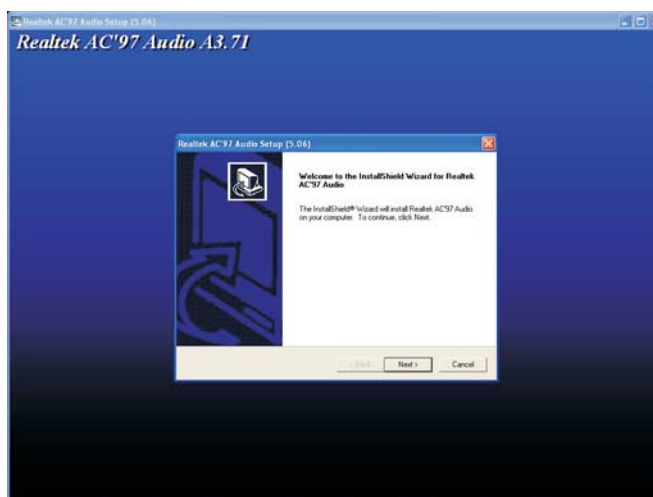 Realtek AC'97 Audio Setup (5.06)
Realtek AC'97 Audio A3.71
Realtek AC'97 Audio Setup (5.06)
Welcome to the InstallShield Wizard for Realtek
AC'97 Audio
The InstallShield® Wizard will install Realtek AC'97 Audio
on your computer. To continue, click Next.
< Back
Next >
Cancel